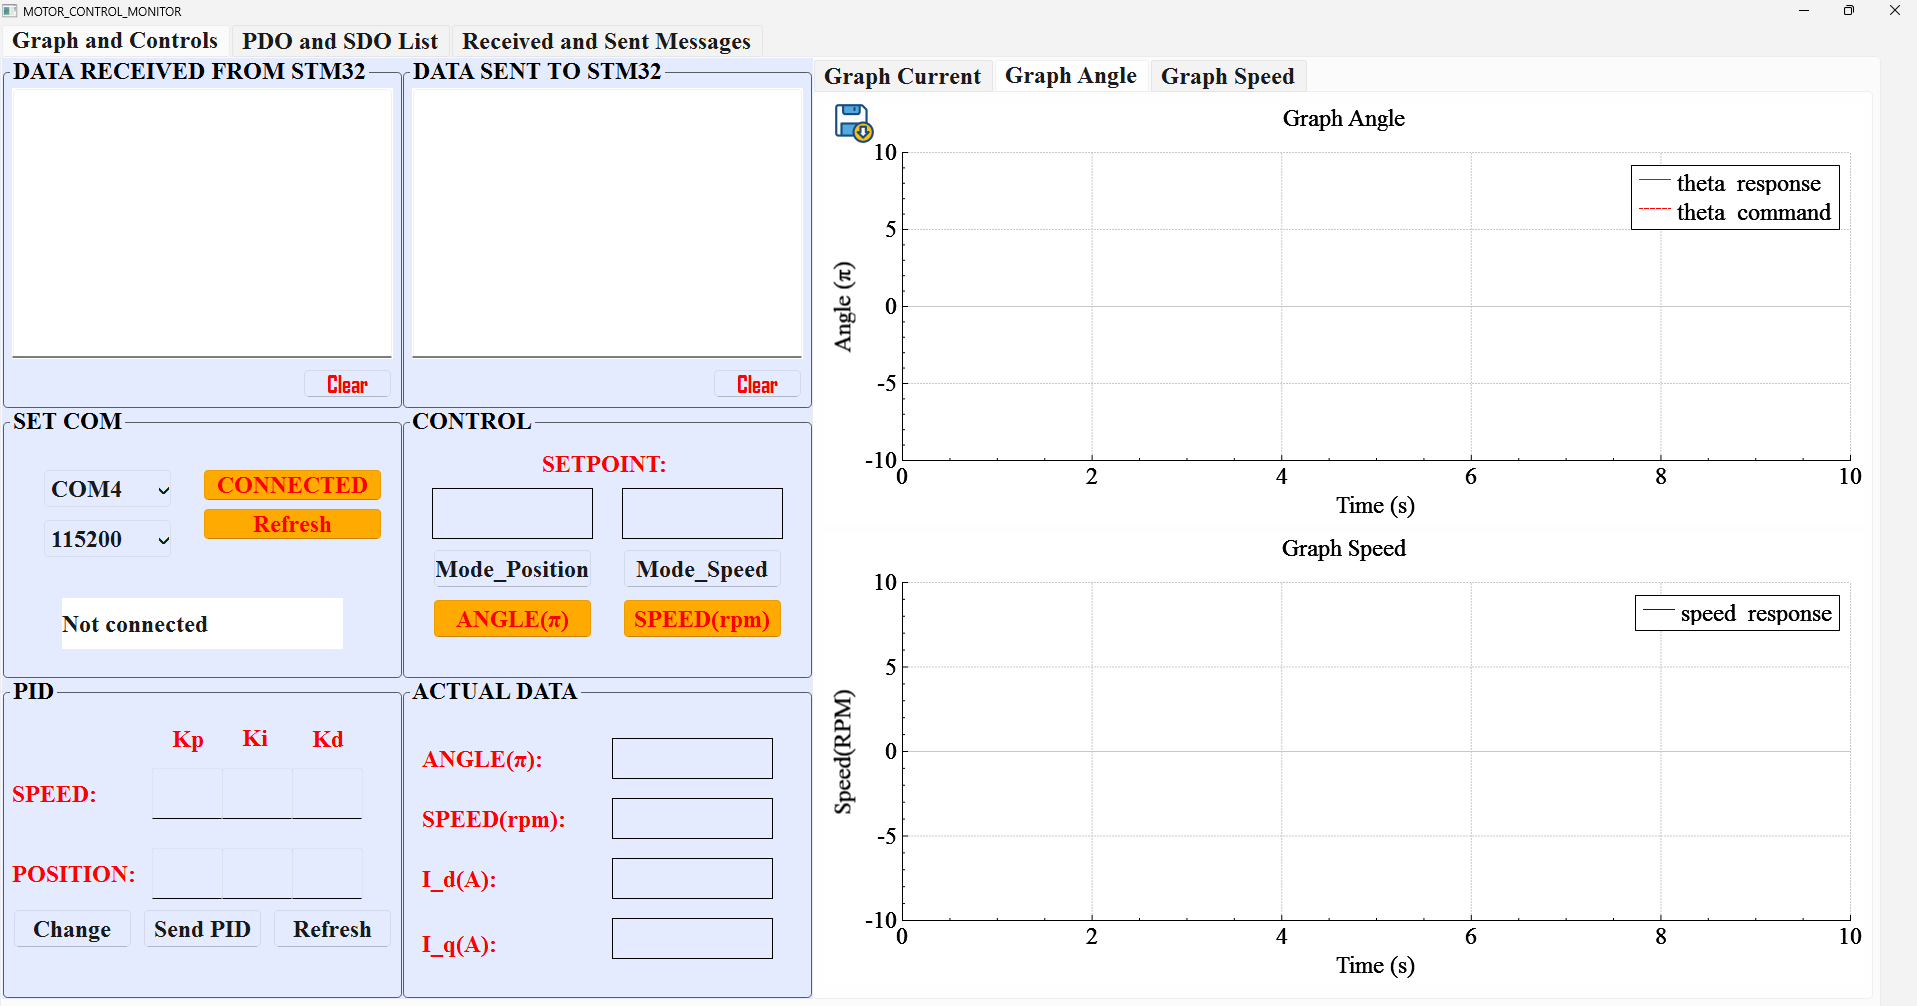 MOTOR_CONTROL_MONITOR
Graph and Controls PDO and SDO List Received and Sent Messages
DATA RECEIVED FROM STM32
Clear
DATA SENT TO STM32
Clear
SET COM
COM4
CONNECTED
115200
Refresh
Not connected
CONTROL
SETPOINT:
Mode_Position Mode_Speed
ANGLE(π) SPEED(rpm)
PID
Kp Ki Kd
SPEED:
POSITION:
Change Send PID Refresh
ACTUAL DATA
ANGLE(π):
SPEED(rpm):
I_d(A):
I_q(A):
Graph Current Graph Angle Graph Speed
Graph Angle
10
5
0
-5
-10
Angle (π)
theta response
theta command
0 2 4 6 8 10
Time (s)
Graph Speed
10
5
0
-5
-10
Speed(RPM)
speed response
0 2 4 6 8 10
Time (s)